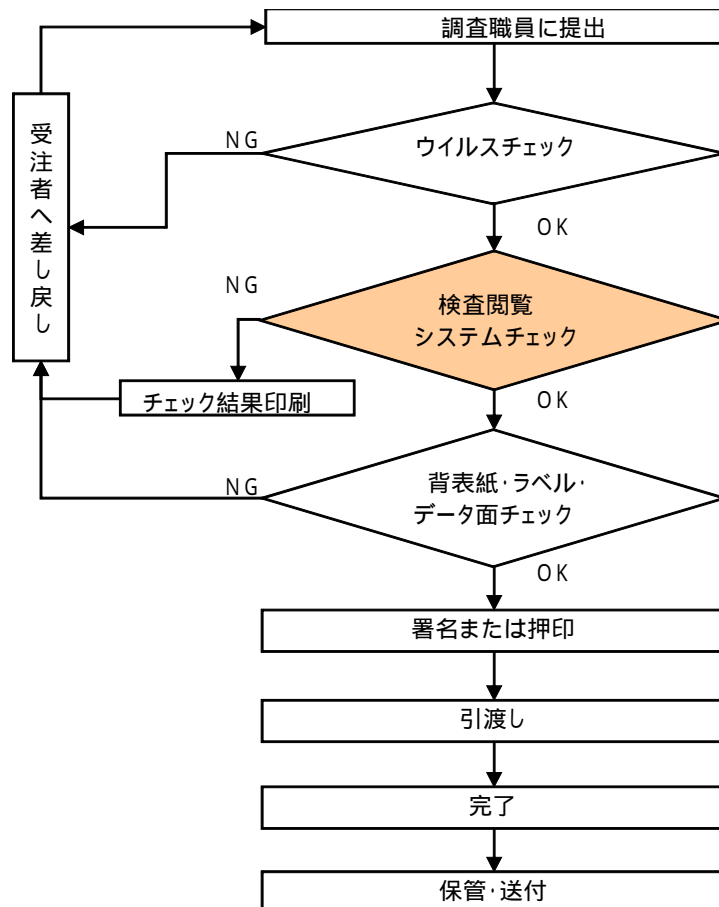 調査職員に提出
受注者へ差し戻し
NG
ウイルスチェック
OK
NG
検査閲覧
システムチェック
チェック結果印刷
OK
NG
背表紙・ラベル・
データ面チェック
OK
署名または押印
引渡し
完了
保管・送付